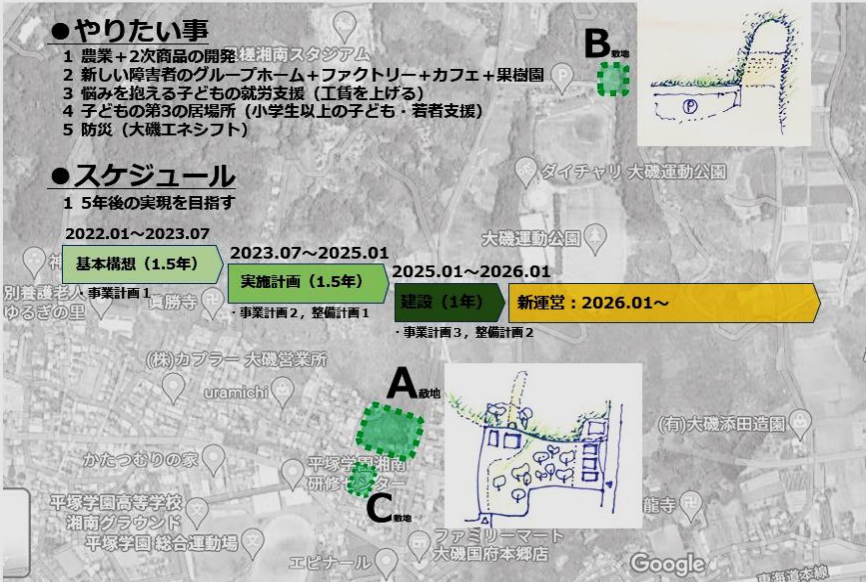 ●やりたい事
1 農業＋2次商品の開発
2 新しい障害者のグループホーム＋ファクトリー＋カフェ＋果樹園
3 悩みを抱える子どもの就労支援（工賃を上げる）
4 子どもの第3の居場所（小学生以上の子ども・若者支援）
5 防災（大磯エネシフト）
湘南スタジアム
B敷地
P
P
ダイチャリ 大磯運動公園
●スケジュール
1 5年後の実現を目指す
2022.01～2023.07
基本構想（1.5年）
・事業計画１
2023.07～2025.01
実施計画（1.5年）
・事業計画２，整備計画１
2025.01～2026.01
建設（1年）
・事業計画３，整備計画２
新運営：2026.01～
大磯運動公園
別養護老人
ゆるぎの里
真勝寺
(株)カプラー 大磯営業所
uramichi
A敷地
(有)大磯添田造園
かたつむりの家
平塚学園湘南
研修センター
C敷地
平塚学園高等学校
湘南グラウンド
平塚学園 総合運動場
龍寺
ファミリーマート
大磯国府本郷店
エピナール
Google
東海道本線